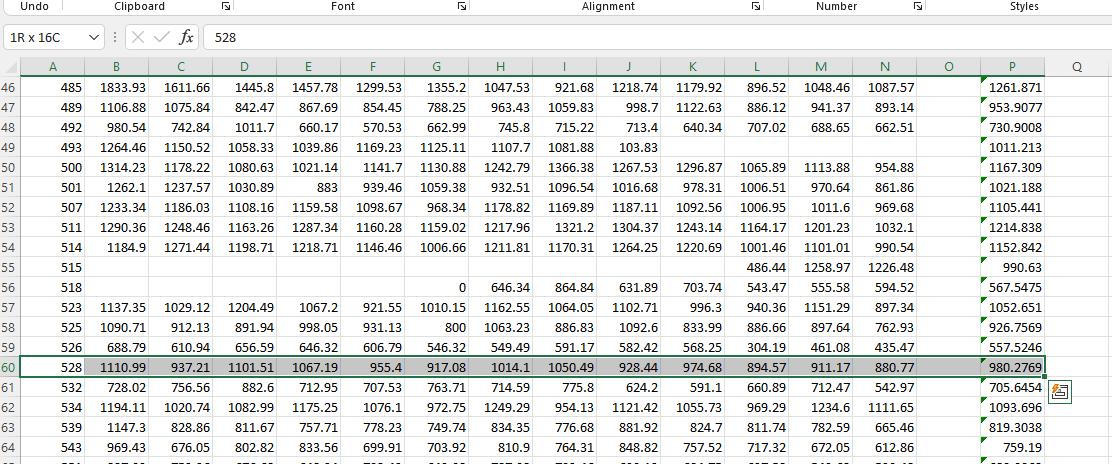 Undo Clipboard Font Alignment Number Styles
1R x 16C fx 528
A B C D E F G H I J K L M N O P Q
46 485 1833.93 1611.66 1445.8 1457.78 1299.53 1355.2 1047.53 921.68 1218.74 1179.92 896.52 1048.46 1087.57 1261.871
47 489 1106.88 1075.84 842.47 867.69 854.45 788.25 963.43 1059.83 998.7 1122.63 886.12 941.37 893.14 953.9077
48 492 980.54 742.84 1011.7 660.17 570.53 662.99 745.8 715.22 713.4 640.34 707.02 688.65 662.51 730.9008
49 493 1264.46 1150.52 1058.33 1039.86 1169.23 1125.11 1107.7 1081.88 103.83 1011.213
50 500 1314.23 1178.22 1080.63 1021.14 1141.7 1130.88 1242.79 1366.38 1267.53 1296.87 1065.89 1113.88 954.88 1167.309
51 501 1262.1 1237.57 1030.89 883 939.46 1059.38 932.51 1096.54 1016.68 978.31 1006.51 970.64 861.86 1021.188
52 507 1233.34 1186.03 1108.16 1159.58 1098.67 968.34 1178.82 1169.89 1187.11 1092.56 1006.95 1011.6 969.68 1105.441
53 511 1290.36 1248.46 1163.26 1287.34 1160.28 1159.02 1217.96 1321.2 1304.37 1243.14 1164.17 1201.23 1032.1 1214.838
54 514 1184.9 1271.44 1198.71 1218.71 1146.46 1006.66 1211.81 1170.31 1264.25 1220.69 1001.46 1101.01 990.54 1152.842
55 515 486.44 1258.97 1226.48 990.63
56 518 0 646.34 864.84 631.89 703.74 543.47 555.58 594.52 567.5475
57 523 1137.35 1029.12 1204.49 1067.2 921.55 1010.15 1162.55 1064.05 1102.71 996.3 940.36 1151.29 897.34 1052.651
58 525 1090.71 912.13 891.94 998.05 931.13 800 1063.23 886.83 1092.6 833.99 886.66 897.64 762.93 926.7569
59 526 688.79 610.94 656.59 646.32 606.79 546.32 549.49 591.17 582.42 568.25 304.19 461.08 435.47 557.5246
60 528 1110.99 937.21 1101.51 1067.19 955.4 917.08 1014.1 1050.49 928.44 974.68 894.57 911.17 880.77 980.2769
61 532 728.02 756.56 882.6 712.95 707.53 763.71 714.59 775.8 624.2 591.1 660.89 712.47 542.97 705.6454
62 534 1194.11 1020.74 1082.99 1175.25 1076.1 972.75 1249.29 954.13 1121.42 1055.73 969.29 1234.6 1111.65 1093.696
63 539 1147.3 828.86 811.67 757.71 778.23 749.74 834.35 776.68 881.92 824.7 811.74 782.59 665.46 819.3038
64 543 969.43 676.05 802.82 833.56 699.91 703.92 810.9 764.31 848.82 757.52 717.32 672.05 612.86 759.19